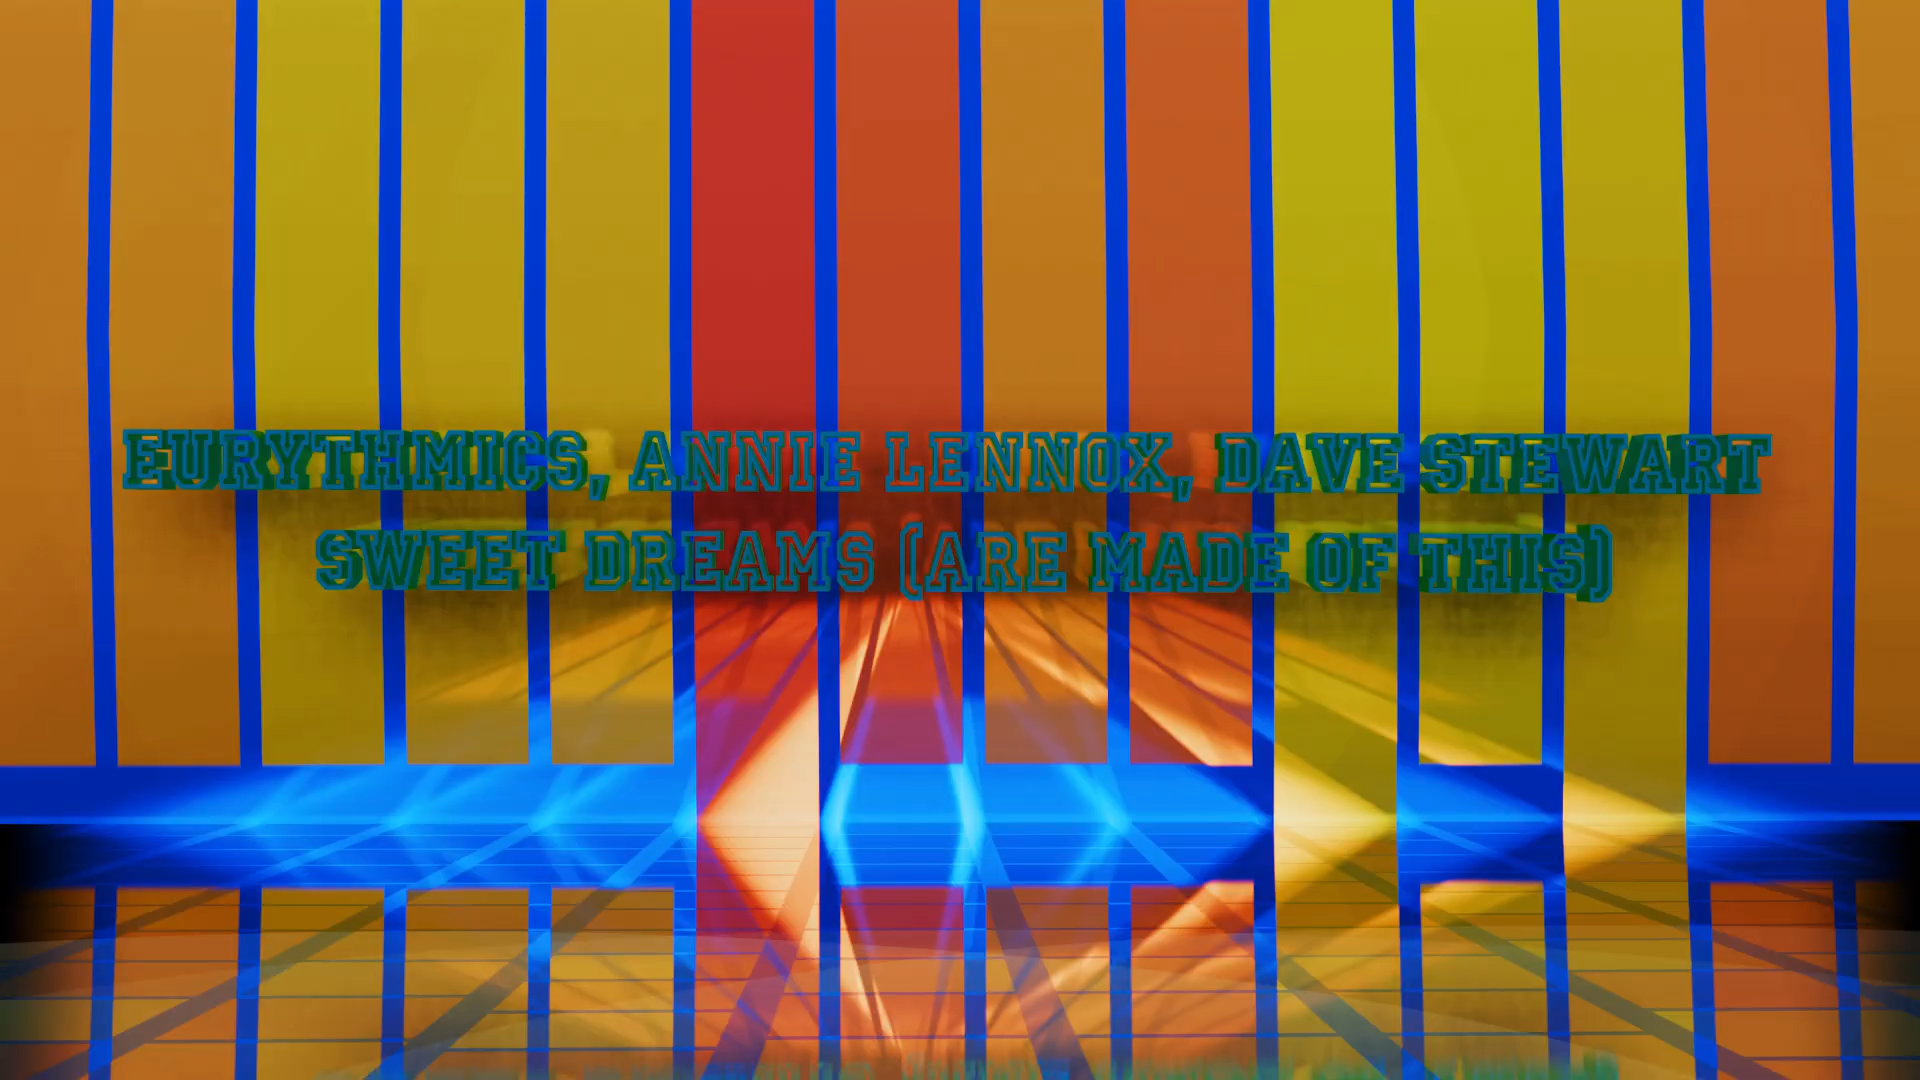 EURYTHMICS, ANNIE LENNOX, DAVE STEWART
SWEET DREAMS (ARE MADE OF THIS)